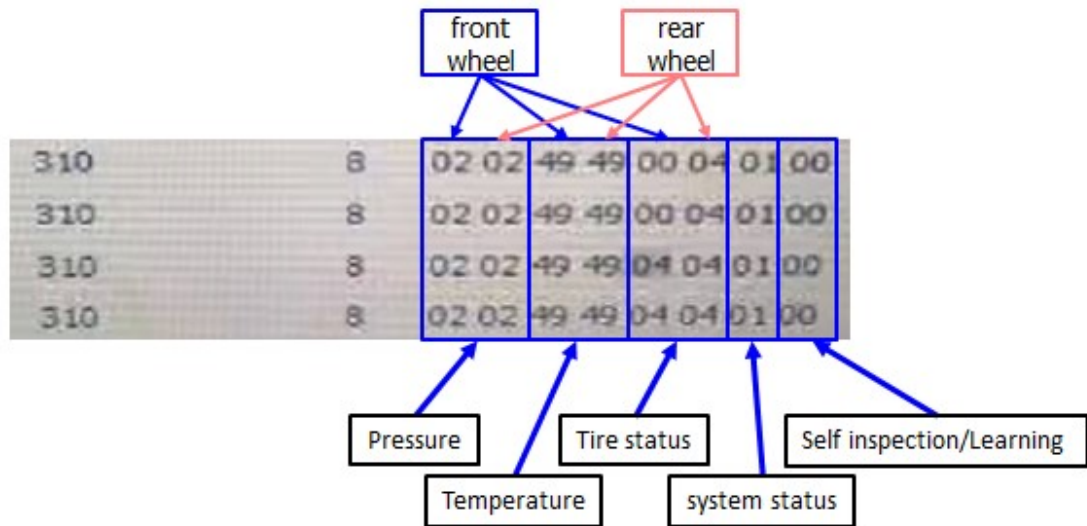 front
wheel
rear
wheel
310 8 02 02 49 49 00 04 01 00
310 8 02 02 49 49 00 04 01 00
310 8 02 02 49 49 04 04 01 00
310 8 02 02 49 49 04 04 01 00
Pressure
Tire status
Self inspection/Learning
Temperature
system status